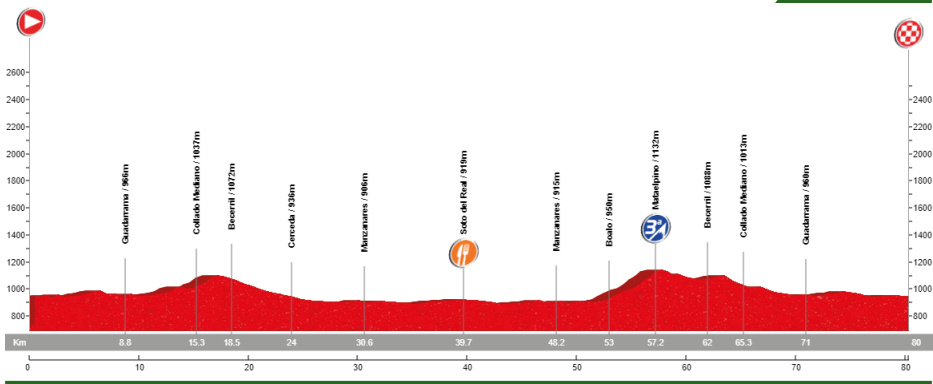 2600
2400
2200
2000
1800
1600
1400
1200
1000
800
Guadarrama / 966m
Collado Mediano / 1037m
Becerril / 1072m
Cerceda / 936m
Manzanares / 906m
Soto del Real / 919m
Manzanares / 915m
Boalo / 950m
Mataelpino / 1132m
3ª
Becerril / 1088m
Collado Mediano / 1013m
Guadarrama / 960m
2400
2200
2000
1800
1600
1400
1200
1000
800
Km 8.8 15.3 18.5 24 30.6 39.7 48.2 53 57.2 62 65.3 71 80
0 10 20 30 40 50 60 70 80